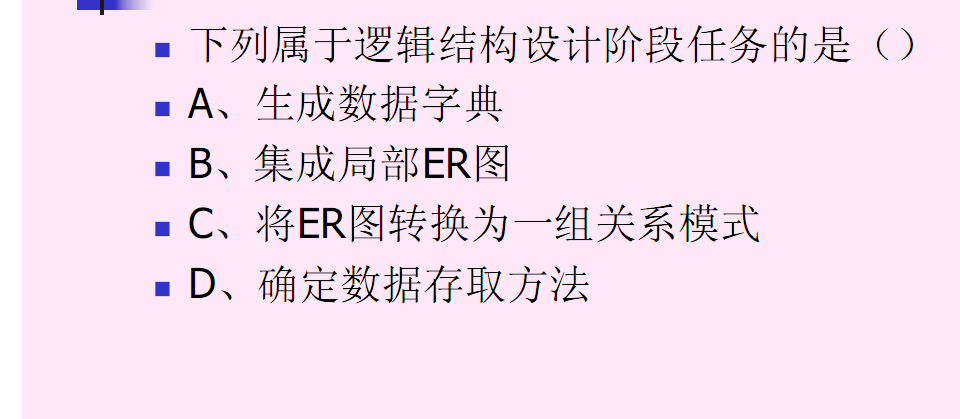 下列属于逻辑结构设计阶段任务的是（）
A、生成数据字典
B、集成局部ER图
C、将ER图转换为一组关系模式
D、确定数据存取方法